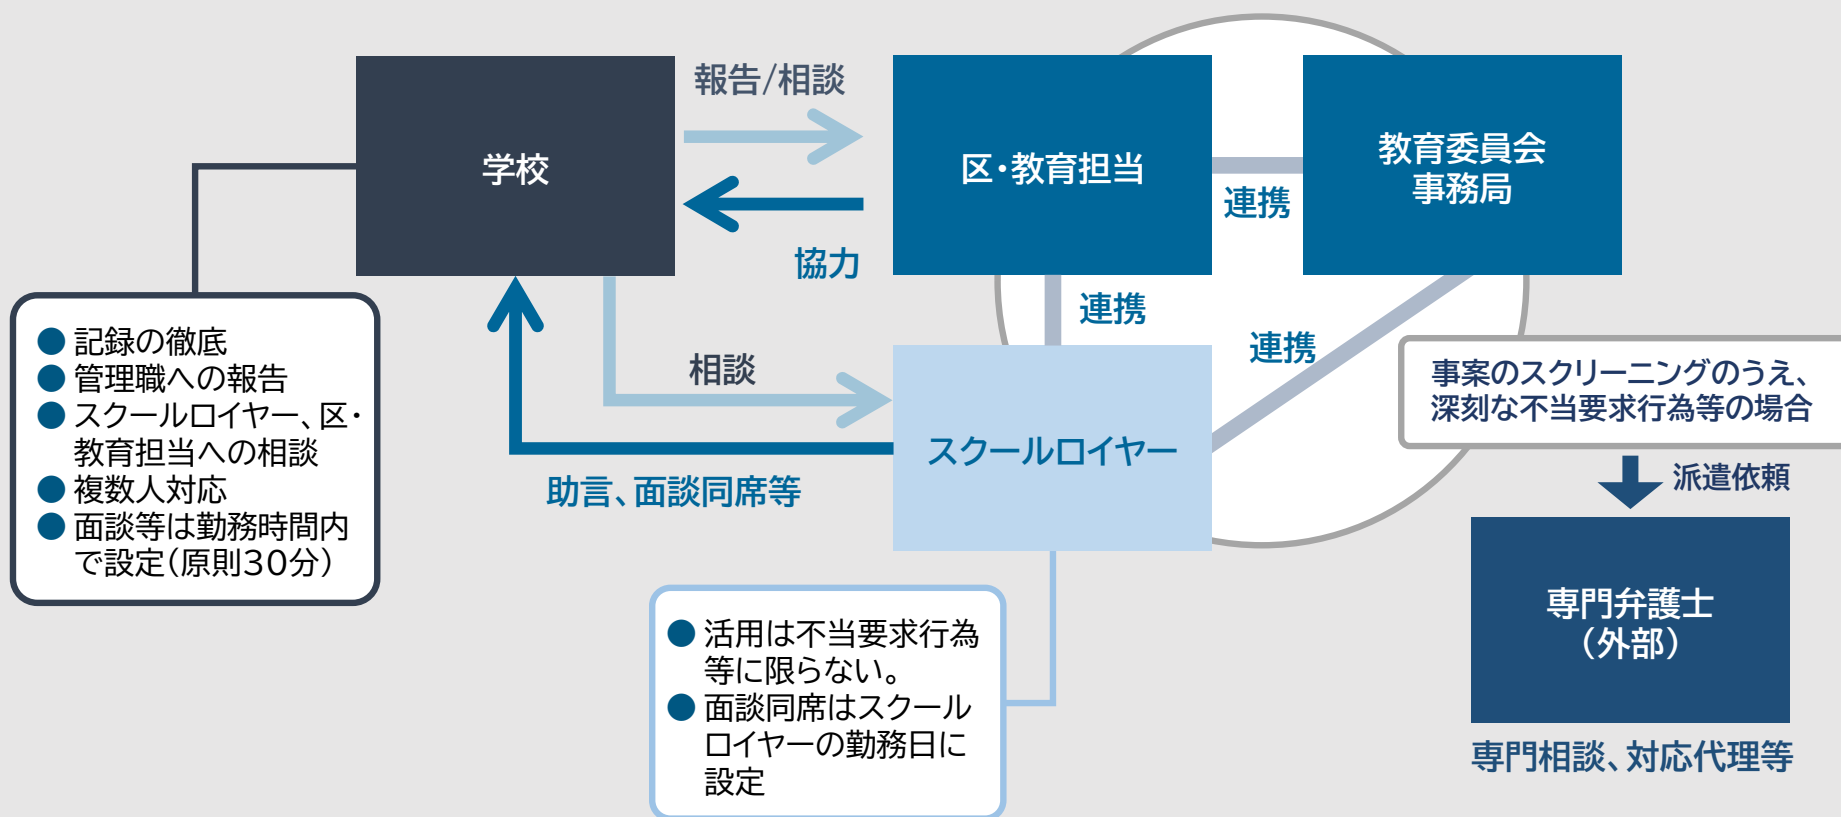 報告/相談
学校
区・教育担当
教育委員会
事務局
連携
協力
連携
連携
相談
助言、面談同席等
スクールロイヤー
● 記録の徹底
● 管理職への報告
● スクールロイヤー、区・
教育担当への相談
● 複数人対応
● 面談等は勤務時間内
で設定(原則30分)
● 活用は不当要求行為
等に限らない。
● 面談同席はスクール
ロイヤーの勤務日に
設定
事案のスクリーニングのうえ、
深刻な不当要求行為等の場合
派遣依頼
専門弁護士
(外部)
専門相談、対応代理等